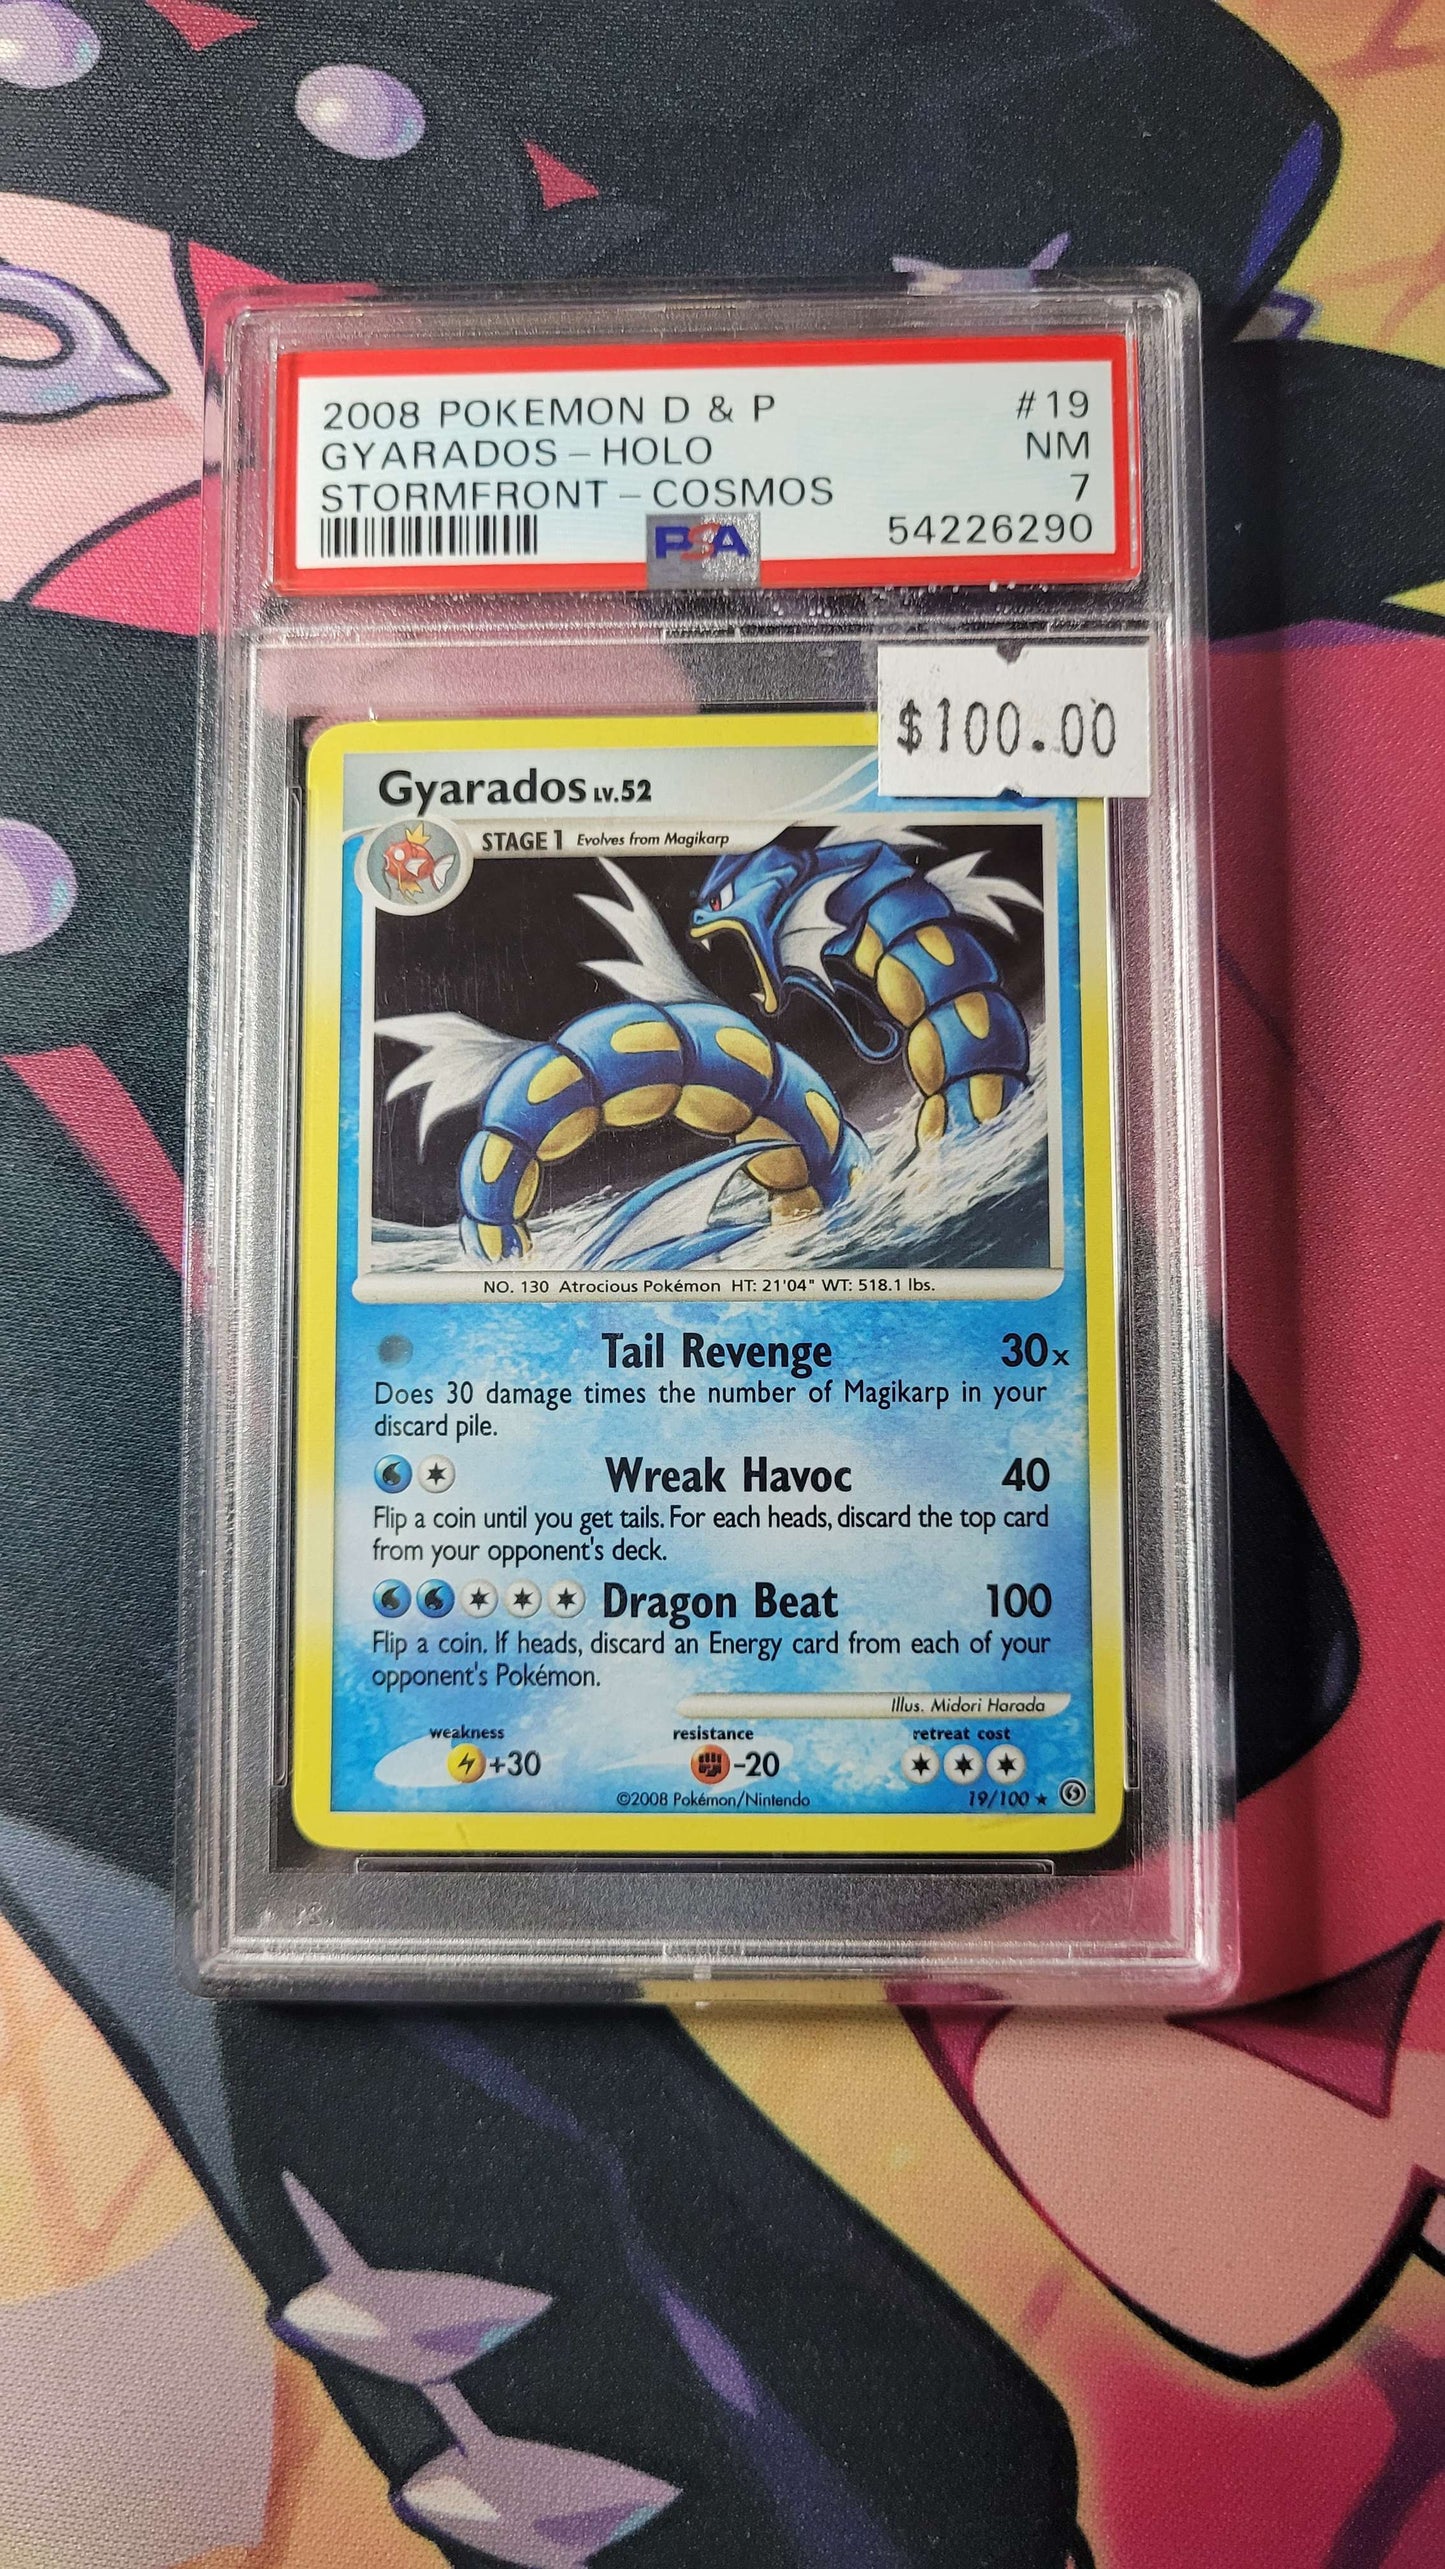 2008 POKEMON D & P #19
GYARADOS - HOLO NM
STORMFRONT - COSMOS 7
PSA 54226290
$100.00
Gyarados LV.52
STAGE 1 Evolves from Magikarp
NO. 130 Atrocious Pokémon HT: 21'04" WT: 518.1 lbs.
Tail Revenge 30x
Does 30 damage times the number of Magikarp in your
discard pile.
Wreak Havoc 40
Flip a coin until you get tails. For each heads, discard the top card
from your opponent's deck.
Dragon Beat 100
Flip a coin. If heads, discard an Energy card from each of your
opponent's Pokémon.
Illus. Midori Harada
weakness resistance retreat cost
+30 -20
©2008 Pokémon/Nintendo 19/100 ★